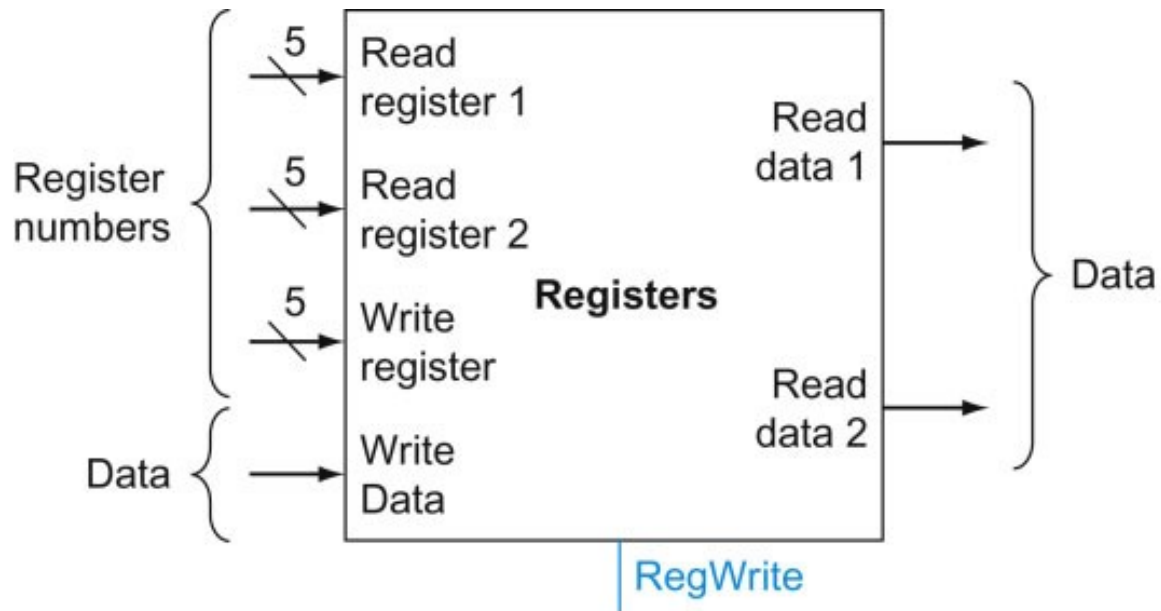 Register
numbers
Data
5
Read
register 1
5
Read
register 2
5
Write
register
Write
Data
Registers
Read
data 1
Read
data 2
Data
RegWrite